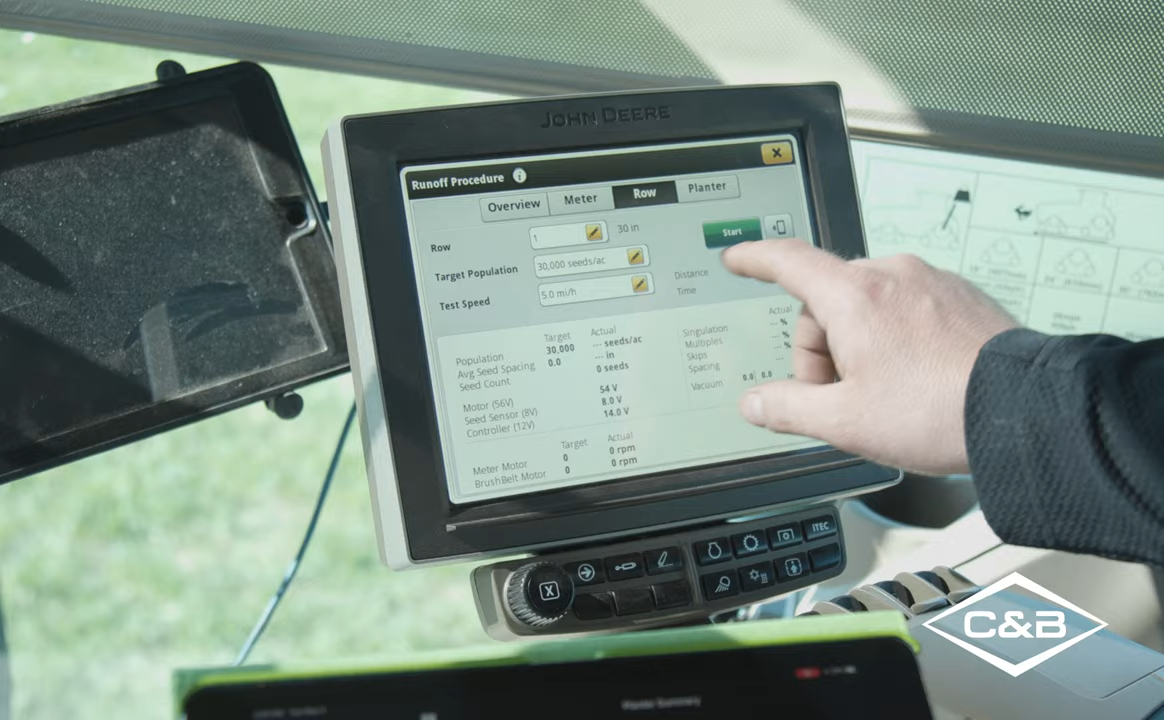 JOHN DEERE
Runoff Procedure i
X
Overview Meter Row Planter
Row 1 30 in
Start
Target Population 30,000 seeds/ac
Distance
Test Speed 5.0 mi/h
Time
Target Actual
Population 30,000 --- seeds/ac
Avg Seed Spacing 0.0 --- in
Seed Count 0 seeds
Motor (56V) 54 V
Seed Sensor (8V) 8.0 V
Controller (12V) 14.0 V
Actual
Singulation --- %
Multiples --- %
Skips --- %
Spacing ---
Vacuum 0.0 0.0 in
Target Actual
Meter Motor 0 0 rpm
BrushBelt Motor 0 0 rpm
X
iTEC
C&B